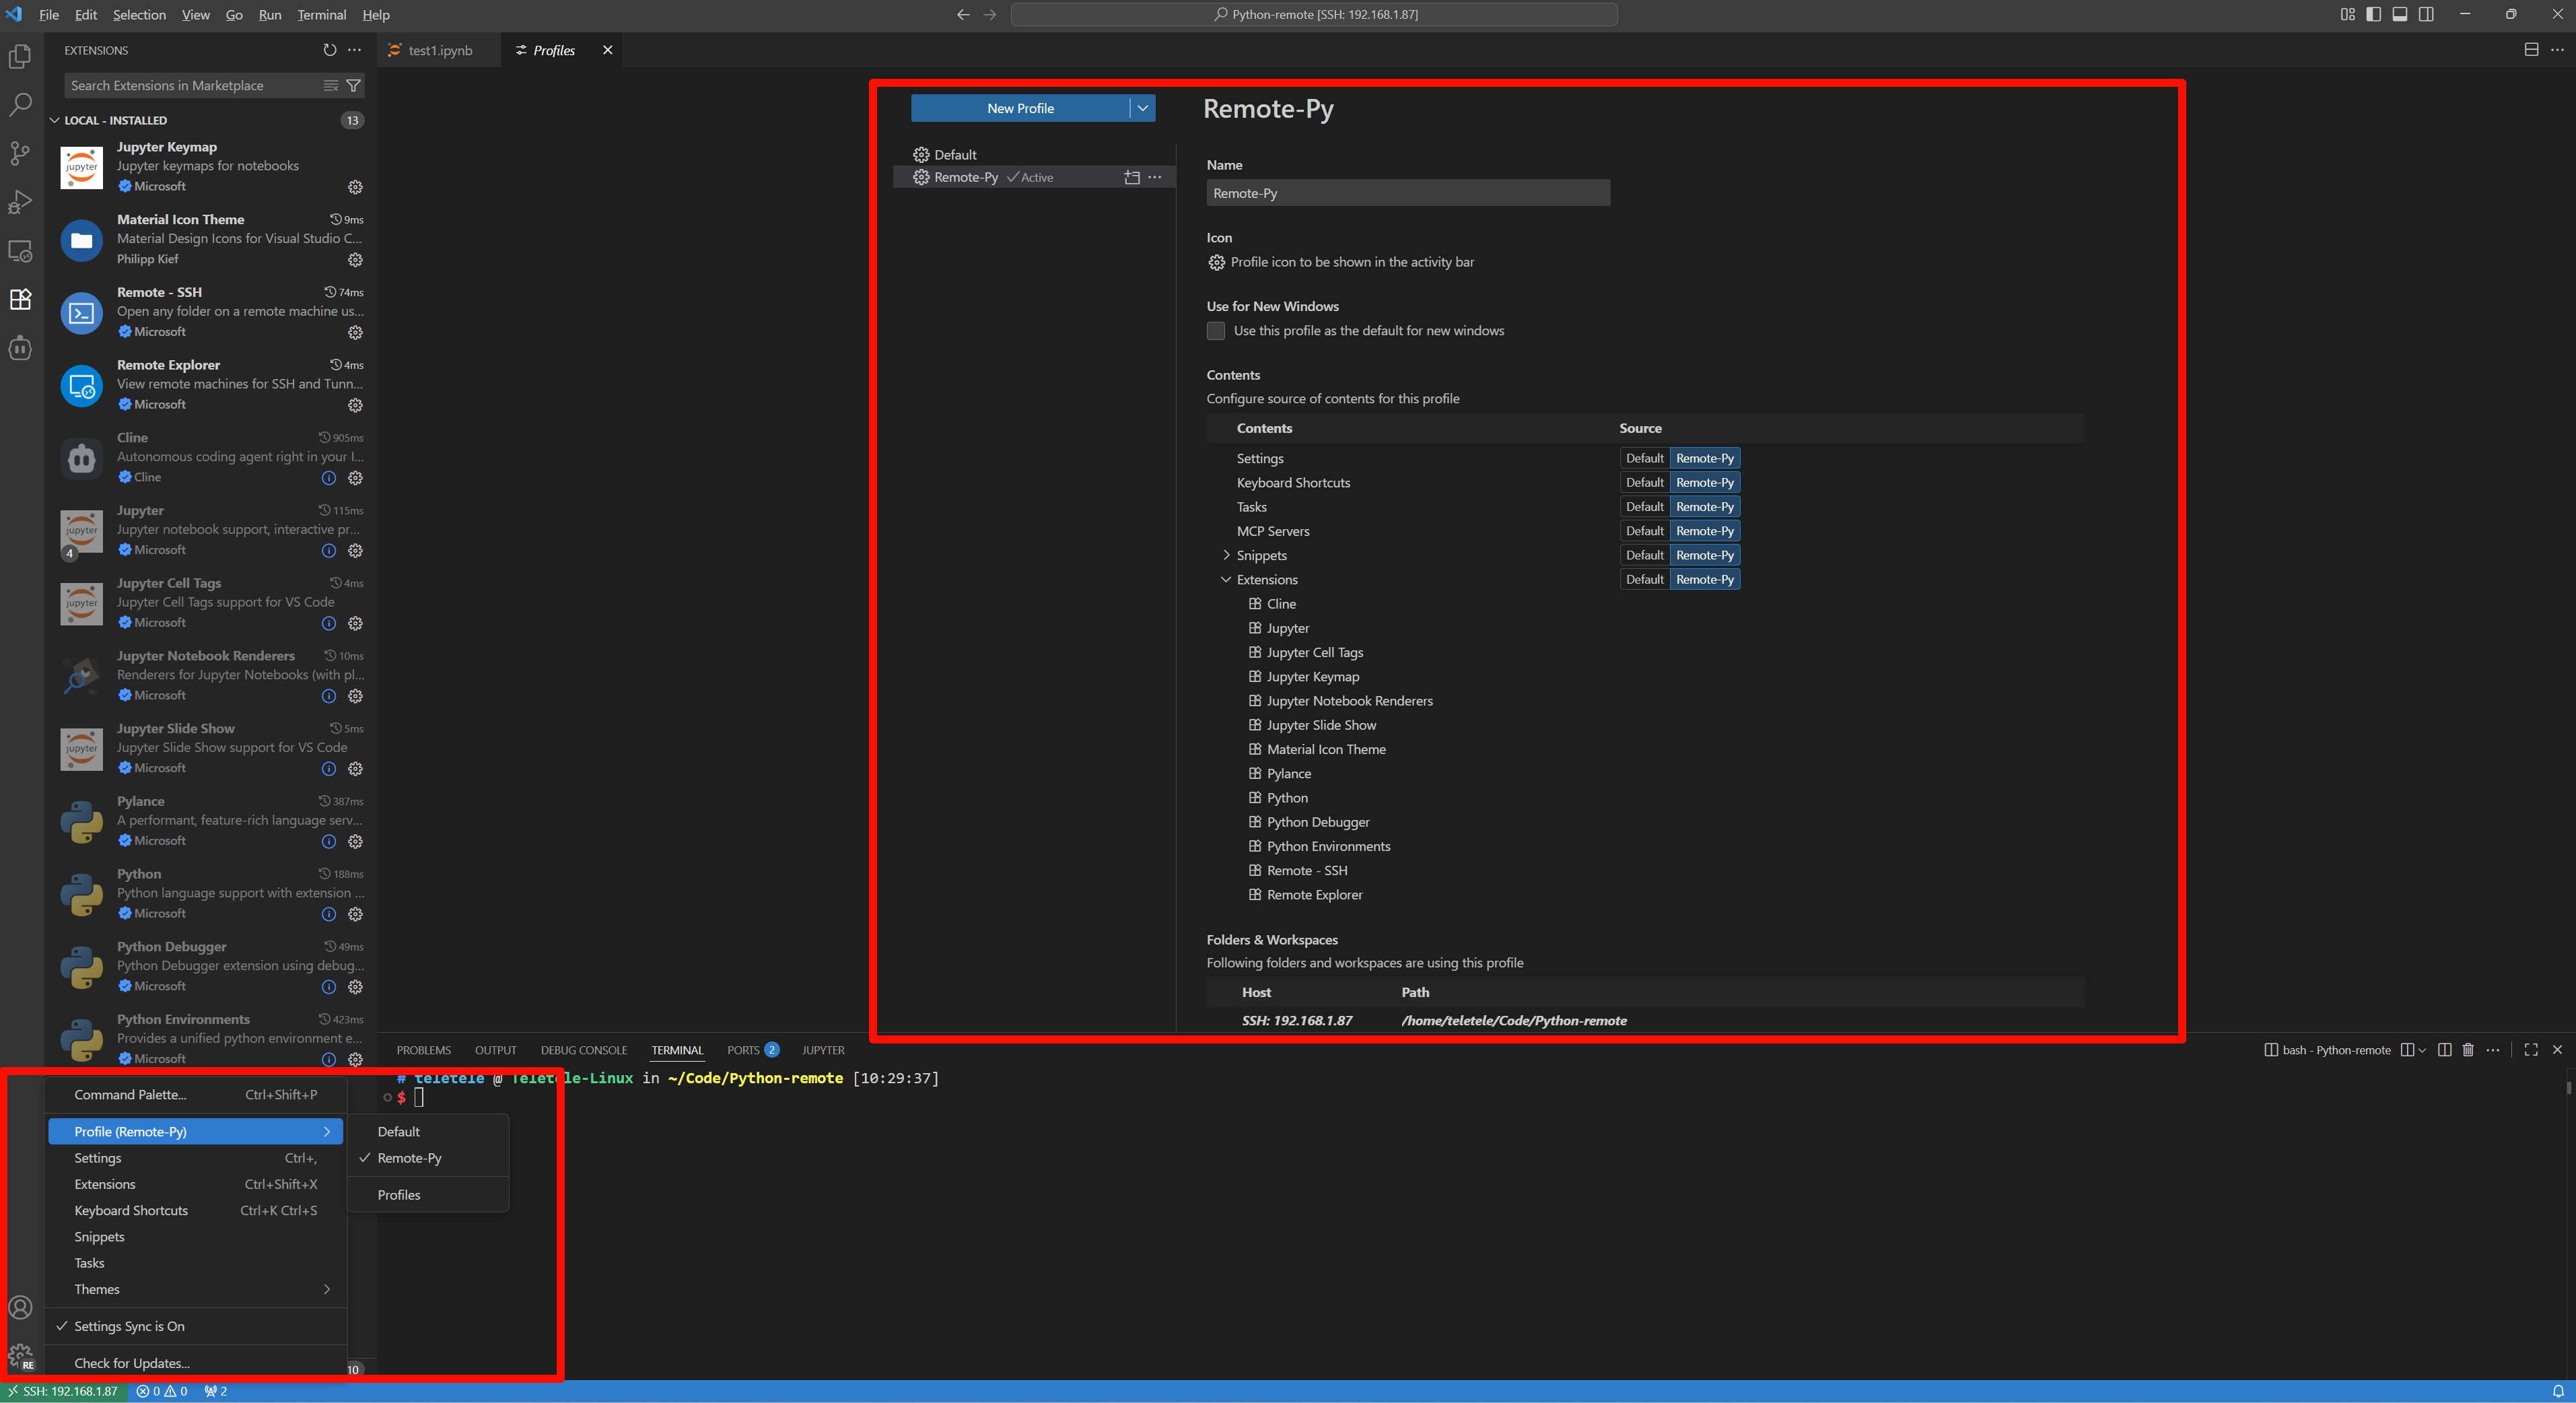 File Edit Selection View Go Run Terminal Help
Python-remote [SSH: 192.168.1.87]
EXTENSIONS
test1.ipynb
Profiles
Search Extensions in Marketplace
LOCAL - INSTALLED 13
Jupyter Keymap
Jupyter keymaps for notebooks
Microsoft
Material Icon Theme 9ms
Material Design Icons for Visual Studio C...
Philipp Kief
Remote - SSH 74ms
Open any folder on a remote machine us...
Microsoft
Remote Explorer 4ms
View remote machines for SSH and Tunn...
Microsoft
Cline 905ms
Autonomous coding agent right in your I...
Cline
Jupyter 115ms
Jupyter notebook support, interactive pr...
Microsoft
4
Jupyter Cell Tags 4ms
Jupyter Cell Tags support for VS Code
Microsoft
Jupyter Notebook Renderers 10ms
Renderers for Jupyter Notebooks (with pl...
Microsoft
Jupyter Slide Show 5ms
Jupyter Slide Show support for VS Code
Microsoft
Pylance 387ms
A performant, feature-rich language serv...
Microsoft
Python 188ms
Python language support with extension ...
Microsoft
Python Debugger 49ms
Python Debugger extension using debug...
Microsoft
Python Environments 423ms
Provides a unified python environment e...
Microsoft
jupyter
jupyter
jupyter
jupyter
New Profile
Default
Remote-Py Active
Remote-Py
Name
Remote-Py
Icon
Profile icon to be shown in the activity bar
Use for New Windows
Use this profile as the default for new windows
Contents
Configure source of contents for this profile
Contents Source
Settings Default Remote-Py
Keyboard Shortcuts Default Remote-Py
Tasks Default Remote-Py
MCP Servers Default Remote-Py
Snippets Default Remote-Py
Extensions Default Remote-Py
Cline
Jupyter
Jupyter Cell Tags
Jupyter Keymap
Jupyter Notebook Renderers
Jupyter Slide Show
Material Icon Theme
Pylance
Python
Python Debugger
Python Environments
Remote - SSH
Remote Explorer
Folders & Workspaces
Following folders and workspaces are using this profile
Host Path
SSH: 192.168.1.87 /home/teletele/Code/Python-remote
PROBLEMS OUTPUT DEBUG CONSOLE TERMINAL PORTS 2 JUPYTER
bash - Python-remote
# teletele @ Teletele-Linux in ~/Code/Python-remote [10:29:37]
$
Command Palette... Ctrl+Shift+P
Profile (Remote-Py)
Settings Ctrl+,
Extensions Ctrl+Shift+X
Keyboard Shortcuts Ctrl+K Ctrl+S
Snippets
Tasks
Themes
Settings Sync is On
Check for Updates...
Default
Remote-Py
Profiles
RE
10
SSH: 192.168.1.87 0 0 2